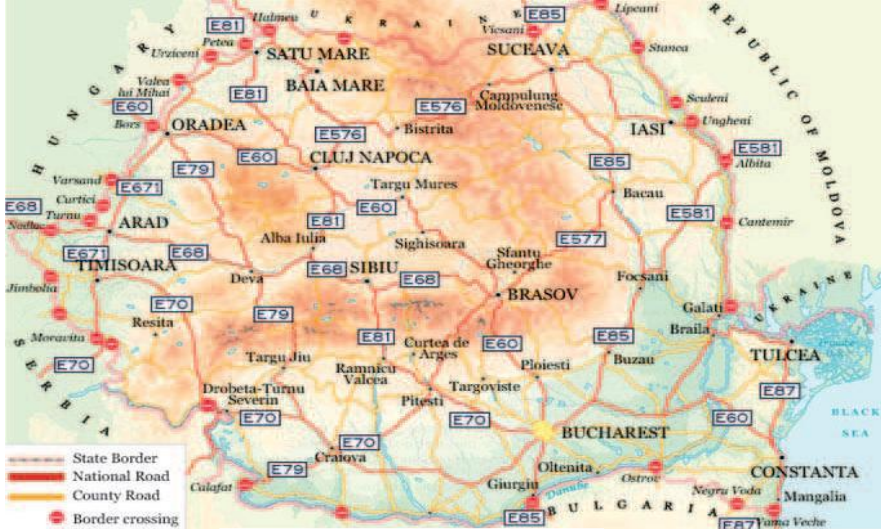 UKRAINE
REPUBLIC OF MOLDOVA
HUNGARY
Halmeu
E81
E85
Lipcani
Vicsani
Petea
Urziceni
SATU MARE
SUCEAVA
Stanca
Valea
lui Mihai
BAIA MARE
Campulung
Moldovenesc
E81
E576
E60
Sculeni
Bors
ORADEA
Bistrita
IASI
Ungheni
E576
E79
E60
CLUJ NAPOCA
E85
E581
Albita
Varsand
E671
Targu Mures
Bacau
Curtici
E68
Turnu
E60
E581
Nadlac
ARAD
E81
Cantemir
Alba Iulia
Sighisoara
E577
E671
E68
Sfantu
Gheorghe
TIMISOARA
Deva
E68
SIBIU
E68
Focsani
Jimbolia
BRASOV
UKRAINE
E70
Galati
Resita
E79
Braila
Moravita
E81
Curtea de
Arges
E60
E85
TULCEA
SERBIA
E70
Targu Jiu
Ramnicu
Valcea
Ploiesti
Buzau
Drobeta-Turnu
Severin
Targoviste
E87
Pitesti
E70
E70
E60
BLACK
SEA
BUCHAREST
State Border
E70
National Road
Craiova
E79
Oltenita
CONSTANTA
County Road
Calafat
Giurgiu
Danube
Ostrov
Negru Voda
Mangalia
Border crossing
E85
BULGARIA
E87
Vama Veche